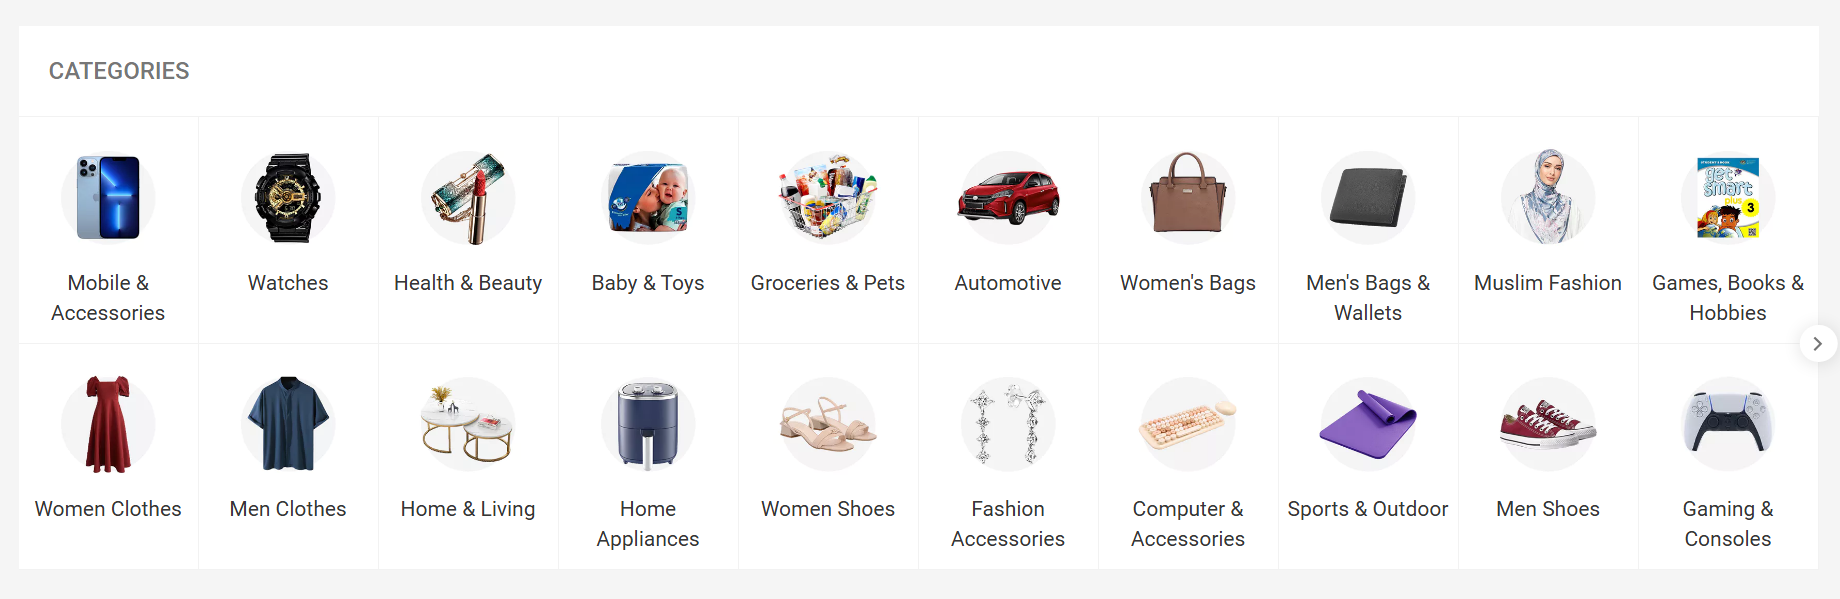 CATEGORIES
Mobile &
Accessories
Watches
Health & Beauty
Baby & Toys
S
Groceries & Pets
Automotive
Women's Bags
Men's Bags &
Wallets
Muslim Fashion
get
smart
plus 3
Games, Books &
Hobbies
Women Clothes
Men Clothes
Home & Living
Home
Appliances
Women Shoes
Fashion
Accessories
Computer &
Accessories
Sports & Outdoor
Men Shoes
Gaming &
Consoles